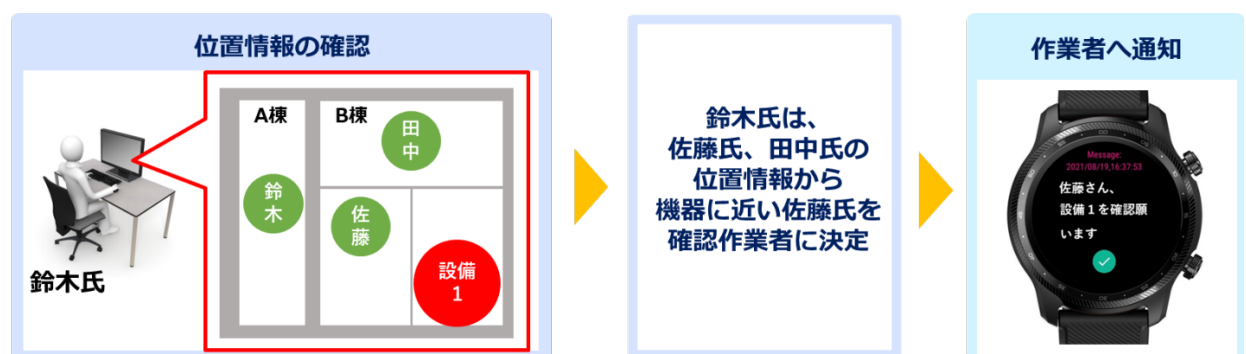 位置情報の確認
A棟
B棟
田中
鈴木
佐藤
設備1
鈴木氏
鈴木氏は、
佐藤氏、田中氏の
位置情報から
機器に近い佐藤氏を
確認作業者に決定
作業者へ通知
Message:
2021/08/19,16:37:53
佐藤さん、
設備1を確認願
います